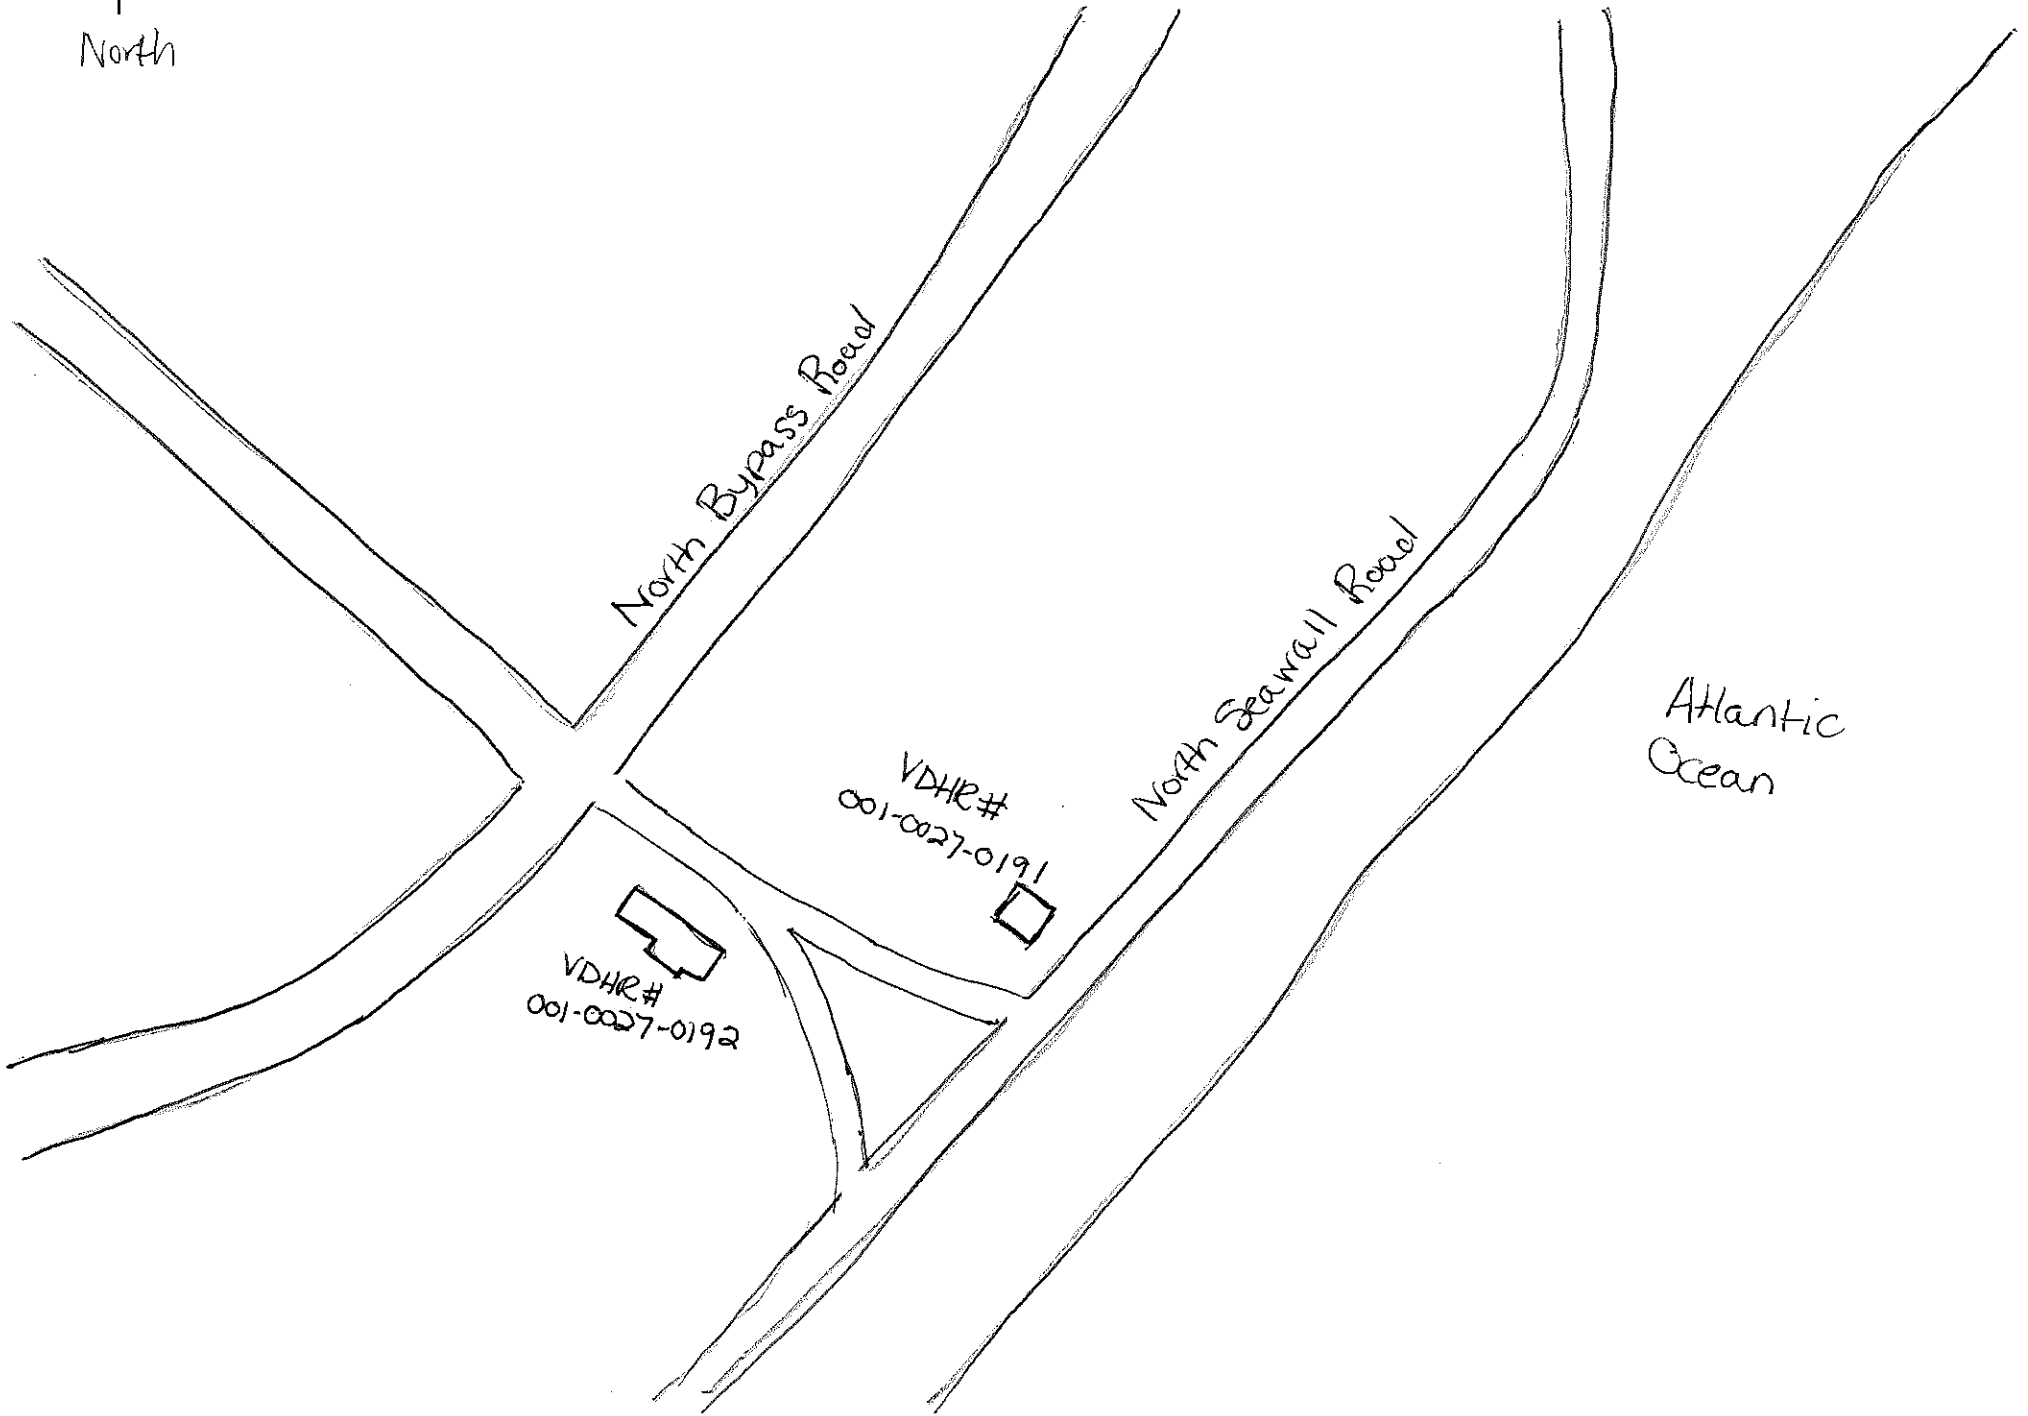 North
North Bypass Road
North Seawall Road
Atlantic
Ocean
VDHR#
001-0027-0191
VDHR#
001-0027-0192